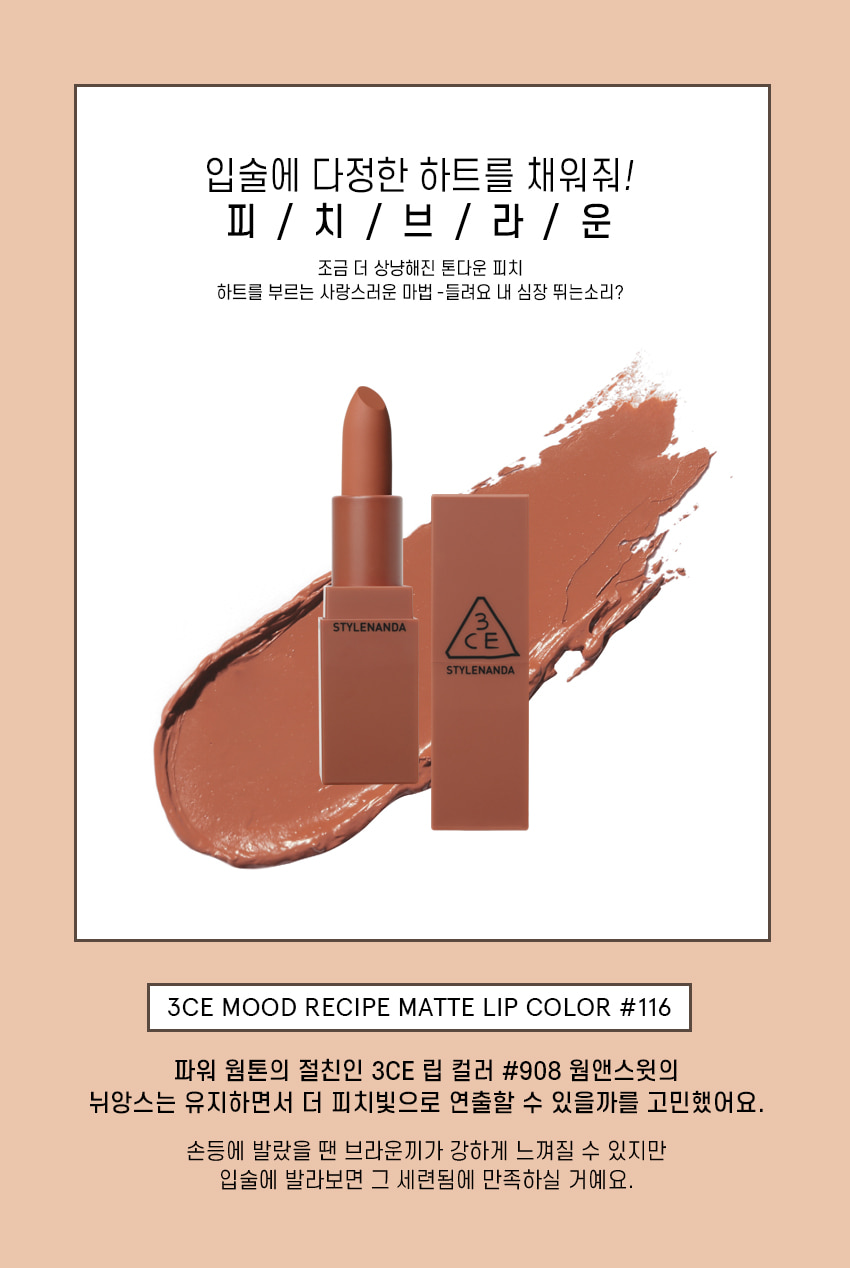 입술에 다정한 하트를 채워줘!
피 / 치 / 브 / 라 / 운
조금 더 상냥해진 톤다운 피치
하트를 부르는 사랑스러운 마법 -들려요 내 심장 뛰는소리?
STYLENANDA
3
CE
STYLENANDA
3CE MOOD RECIPE MATTE LIP COLOR #116
파워 웜톤의 절친인 3CE 립 컬러 #908 웜앤스윗의
뉘앙스는 유지하면서 더 피치빛으로 연출할 수 있을까를 고민했어요.
손등에 발랐을 땐 브라운끼가 강하게 느껴질 수 있지만
입술에 발라보면 그 세련됨에 만족하실 거예요.